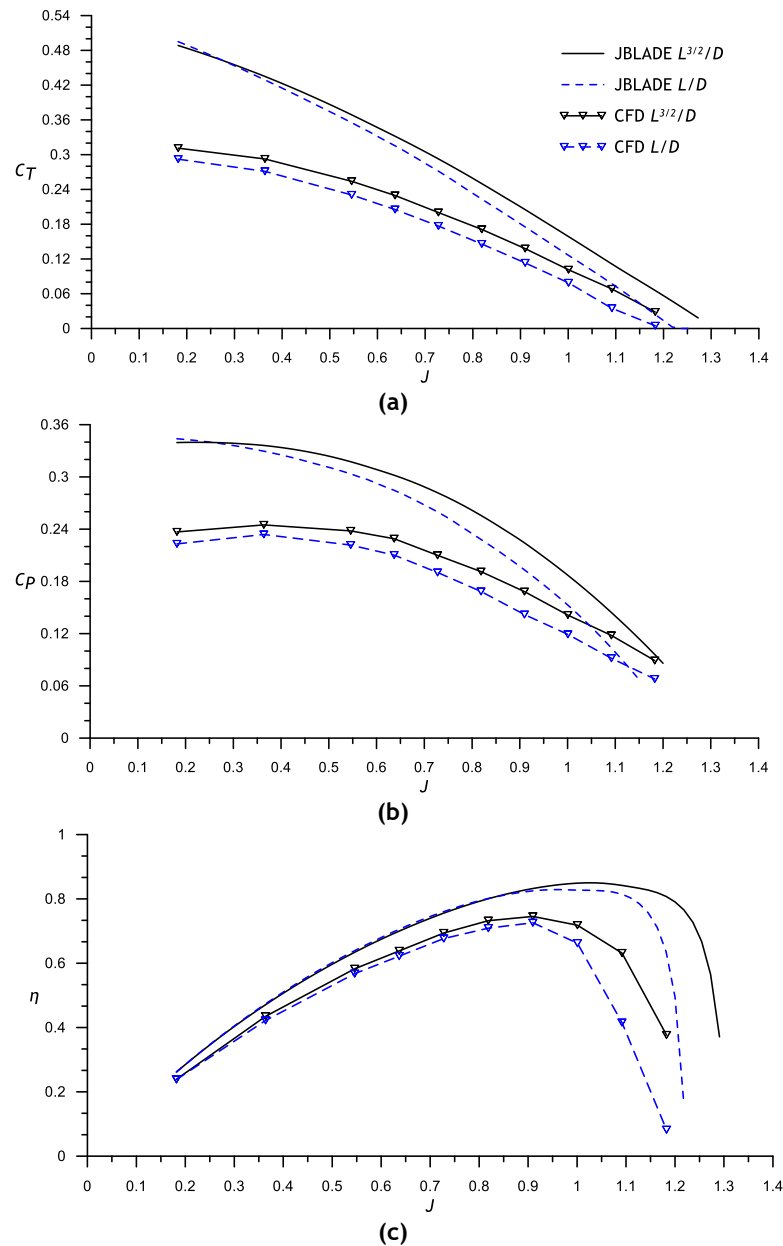 0.54
0.48
0.42
0.36
0.3
0.24
0.18
0.12
0.06
0
CT
JBLADE L3/2/D
JBLADE L/D
CFD L3/2/D
CFD L/D
0 0.1 0.2 0.3 0.4 0.5 0.6 0.7 0.8 0.9 1 1.1 1.2 1.3 1.4
J
(a)
0.36
0.3
0.24
0.18
0.12
0.06
0
CP
0 0.1 0.2 0.3 0.4 0.5 0.6 0.7 0.8 0.9 1 1.1 1.2 1.3 1.4
J
(b)
1
0.8
0.6
0.4
0.2
0
η
0 0.1 0.2 0.3 0.4 0.5 0.6 0.7 0.8 0.9 1 1.1 1.2 1.3 1.4
J
(c)